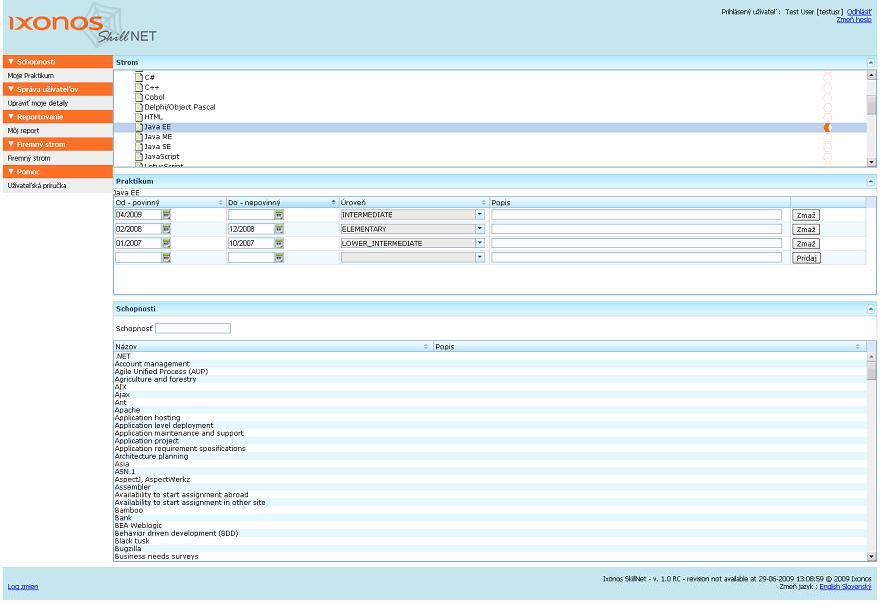 IXONOS
SkillNET
Prihlásený užívateľ : Test User [testusr] Odhlásiť
Zmeň heslo
Schopnosti
Moje Praktikum
Správa užívateľov
Upraviť moje detaily
Reportovanie
Môj report
Firemný strom
Firemný strom
Pomoc
Užívateľská príručka
Strom
C#
C++
Cobol
Delphi/Object Pascal
HTML
Java EE
Java ME
Java SE
JavaScript
LotusScript
Praktikum
Java EE
Od - povinný Do - nepovinný Úroveň Popis
04/2009 INTERMEDIATE Zmaž
02/2008 12/2008 ELEMENTARY Zmaž
01/2007 10/2007 LOWER_INTERMEDIATE Zmaž
Pridaj
Schopnosti
Schopnosť
Názov Popis
.NET
Account management
Agile Unified Process (AUP)
Agriculture and forestry
AIX
Ajax
Ant
Apache
Application hosting
Application level deployment
Application maintenance and support
Application project
Application requirement spesifications
Architecture planning
Asia
ASN.1
AspectJ, AspectWerkz
Assembler
Availability to start assignment abroad
Availability to start assignment in other site
Bamboo
Bank
BEA Weblogic
Behavior driven development (BDD)
Black tusk
Bugzilla
Business needs surveys
Log zmien
Ixonos SkillNet - v. 1.0 RC - revision not available at 29-06-2009 13:08:59 © 2009 Ixonos
Zmeň jazyk : English Slovenský